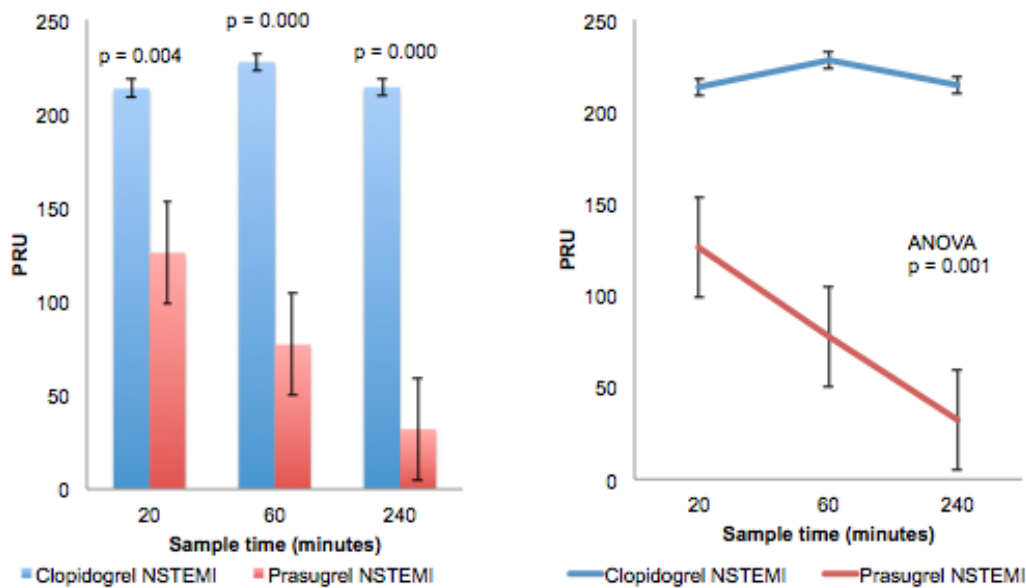 250
200
150
100
50
0
PRU
p = 0.004
p = 0.000
p = 0.000
20 60 240
Sample time (minutes)
Clopidogrel NSTEMI Prasugrel NSTEMI
250
200
150
100
50
0
PRU
ANOVA
p = 0.001
20 60 240
Sample time (minutes)
Clopidogrel NSTEMI Prasugrel NSTEMI